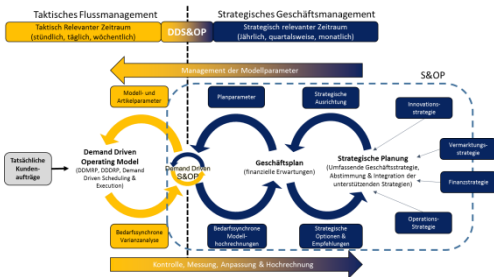 Taktisches Flussmanagement
Strategisches Geschäftsmanagement
Taktisch Relevanter Zeitraum
(stündlich, täglich, wöchentlich)
DDS&OP
Strategisch relevanter Zeitraum
(Jährlich, quartalsweise, monatlich)
Management der Modellparameter
S&OP
Modell- und
Artikelparameter
Planparameter
Strategische
Ausrichtung
Innovations-
strategie
Tatsächliche
Kunden-
aufträge
Demand Driven
Operating Model
(DDMRP, DDDRP, Demand
Driven Scheduling &
Execution)
Demand Driven
S&OP
Geschäftsplan
(finanzielle Erwartungen)
Strategische Planung
(Umfassende Geschäftsstrategie,
Abstimmung & Integration der
unterstützenden Strategien)
Vermarktungs-
strategie
Finanzstrategie
Operations-
Strategie
Bedarfssynchrone
Varianzanalyse
Bedarfssynchrone
Modell-
hochrechnungen
Strategische
Optionen &
Empfehlungen
Kontrolle, Messung, Anpassung & Hochrechnung